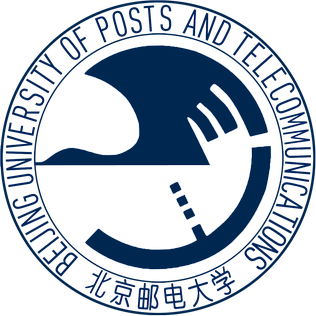 BEIJING UNIVERSITY OF POSTS AND TELECOMMUNICATIONS
北京邮电大学